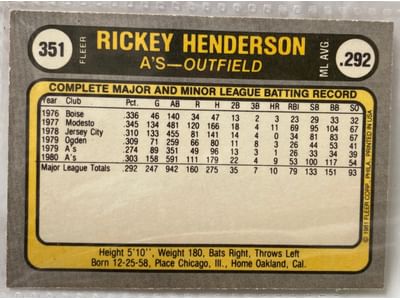 351
FLEER
RICKEY HENDERSON
A'S—OUTFIELD
ML AVG
.292
COMPLETE MAJOR AND MINOR LEAGUE BATTING RECORD
Year Club Pct. G AB R H 2B 3B HR RBI SB BB SO
1976 Boise .336 46 140 34 47 13 2 3 23 29 33 32
1977 Modesto .345 134 481 120 166 18 4 11 69 95 104 67
1978 Jersey City .310 133 455 81 141 14 4 0 34 81 83 67
1979 Ogden .309 71 259 66 80 11 8 3 26 44 53 41
1979 A's .274 89 351 49 96 13 3 1 26 33 34 39
1980 A's .303 158 591 111 179 22 4 9 53 100 117 54
Major League Totals .292 247 942 160 275 35 7 10 79 133 151 93
© 1981 FLEER CORP. PHILA. PRINTED IN USA
Height 5'10'', Weight 180, Bats Right, Throws Left
Born 12-25-58, Place Chicago, Ill., Home Oakland, Cal.